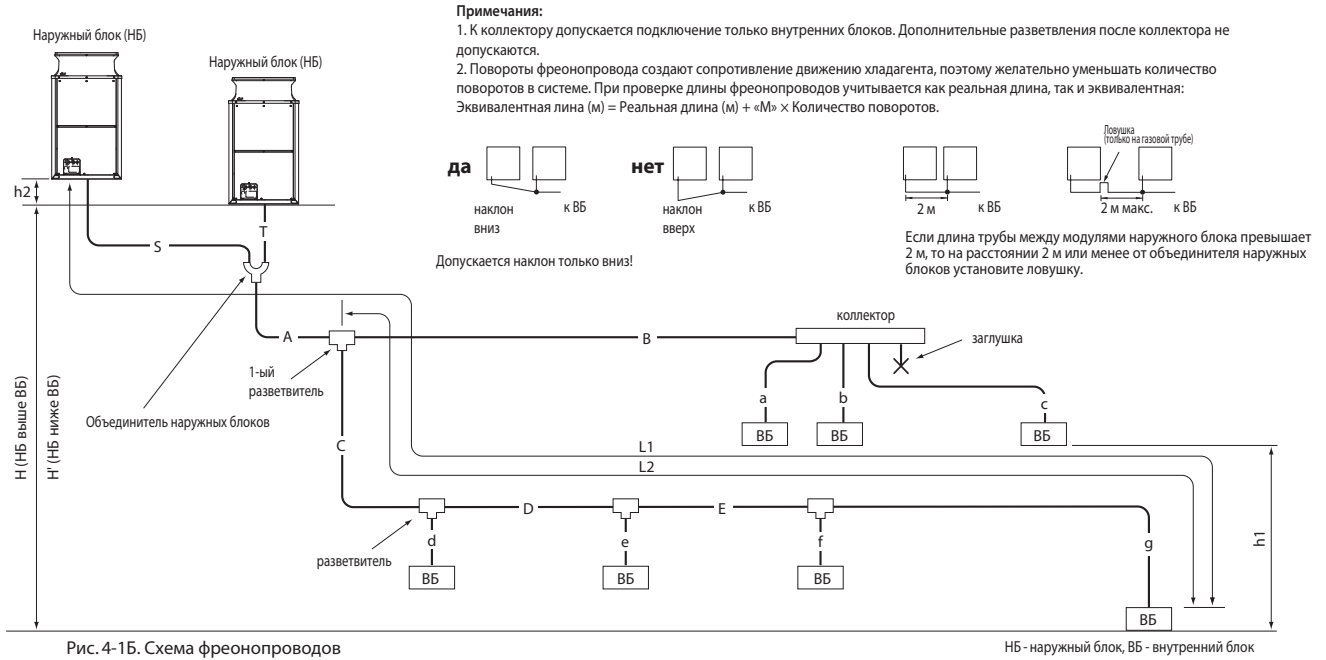 Примечания:
1. К коллектору допускается подключение только внутренних блоков. Дополнительные разветвления после коллектора не
допускаются.
2. Повороты фреонопровода создают сопротивление движению хладагента, поэтому желательно уменьшать количество
поворотов в системе. При проверке длины фреонопроводов учитывается как реальная длина, так и эквивалентная:
Эквивалентная лина (м) = Реальная длина (м) + «М» × Количество поворотов.
Наружный блок (НБ)
Наружный блок (НБ)
да
наклон
вниз
к ВБ
нет
наклон
вверх
к ВБ
Допускается наклон только вниз!
2 м
к ВБ
Ловушка
(только на газовой трубе)
2 м макс.
к ВБ
Если длина трубы между модулями наружного блока превышает
2 м, то на расстоянии 2 м или менее от объединителя наружных
блоков установите ловушку.
h2
S
T
A
B
коллектор
заглушка
1-ый
разветвитель
Объединитель наружных блоков
H (НБ выше ВБ)
H' (НБ ниже ВБ)
a
b
c
ВБ
ВБ
ВБ
C
L1
L2
D
E
d
e
f
g
h1
разветвитель
ВБ
ВБ
ВБ
ВБ
Рис. 4-1Б. Схема фреонопроводов
НБ - наружный блок, ВБ - внутренний блок